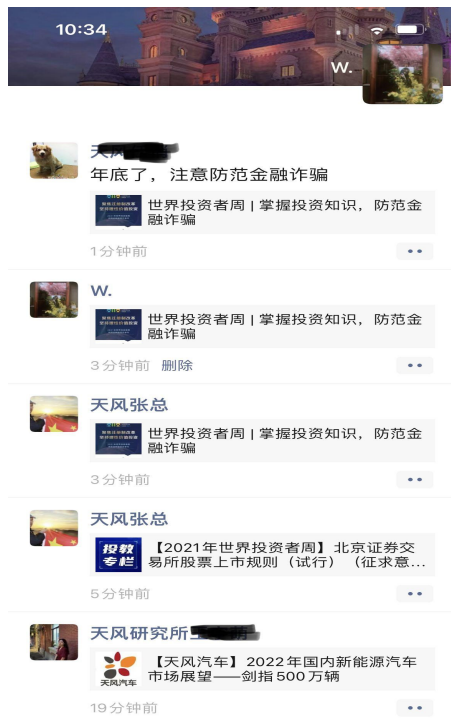 10:34
W.
天风
年底了，注意防范金融诈骗
世界投资者周 | 掌握投资知识，防范金
融诈骗
1分钟前
W.
世界投资者周 | 掌握投资知识，防范金
融诈骗
3分钟前 删除
天风张总
世界投资者周 | 掌握投资知识，防范金
融诈骗
3分钟前
天风张总
投教
专栏
【2021年世界投资者周】北京证券交
易所股票上市规则（试行）（征求意...
5分钟前
天风研究所
天风汽车
【天风汽车】2022年国内新能源汽车
市场展望——剑指500万辆
19分钟前